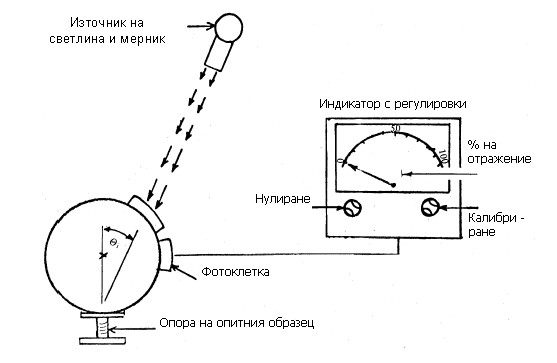 Източник на
светлина и мерник
Индикатор с регулировки
0
50
100
% на
отражение
Нулиране
Калибри -
ране
Θ
Фотоклетка
Опора на опитния образец